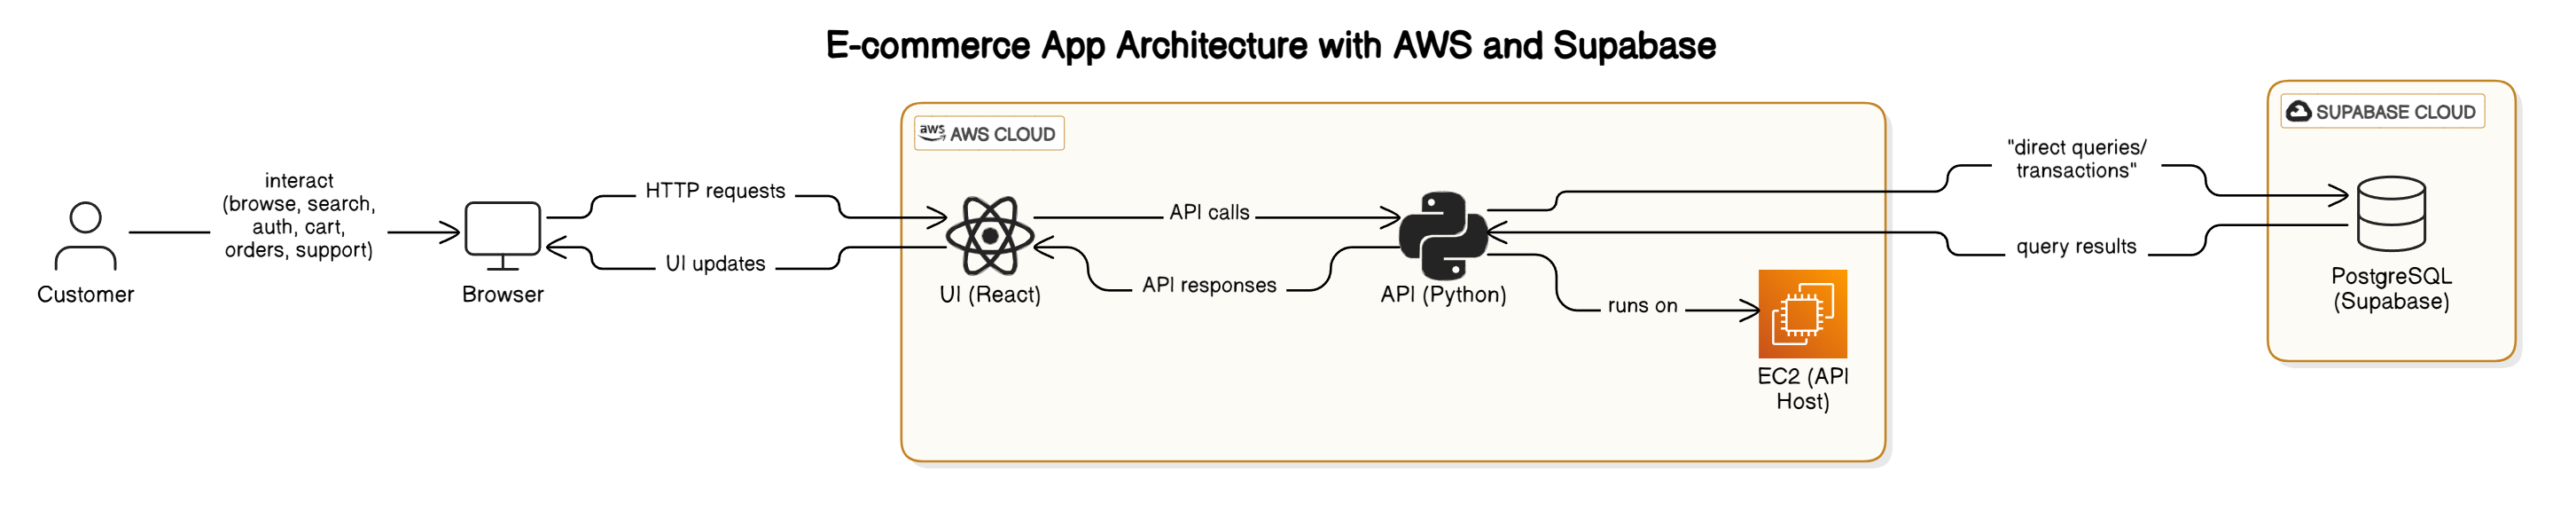 E-commerce App Architecture with AWS and Supabase
aws AWS CLOUD
SUPABASE CLOUD
interact
(browse, search,
auth, cart,
orders, support)
HTTP requests
UI updates
API calls
API responses
"direct queries/
transactions"
query results
runs on
Customer
Browser
UI (React)
API (Python)
EC2 (API
Host)
PostgreSQL
(Supabase)